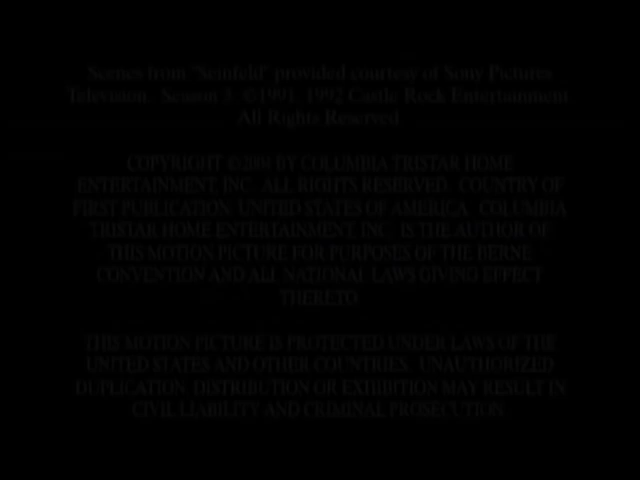 Scenes from "Seinfeld" provided courtesy of Sony Pictures
Television. Season 3 ©1991, 1992 Castle Rock Entertainment.
All Rights Reserved
COPYRIGHT ©2004 BY COLUMBIA TRISTAR HOME
ENTERTAINMENT, INC. ALL RIGHTS RESERVED. COUNTRY OF
FIRST PUBLICATION: UNITED STATES OF AMERICA. COLUMBIA
TRISTAR HOME ENTERTAINMENT, INC. IS THE AUTHOR OF
THIS MOTION PICTURE FOR PURPOSES OF THE BERNE
CONVENTION AND ALL NATIONAL LAWS GIVING EFFECT
THERETO.
THIS MOTION PICTURE IS PROTECTED UNDER LAWS OF THE
UNITED STATES AND OTHER COUNTRIES. UNAUTHORIZED
DUPLICATION, DISTRIBUTION OR EXHIBITION MAY RESULT IN
CIVIL LIABILITY AND CRIMINAL PROSECUTION.